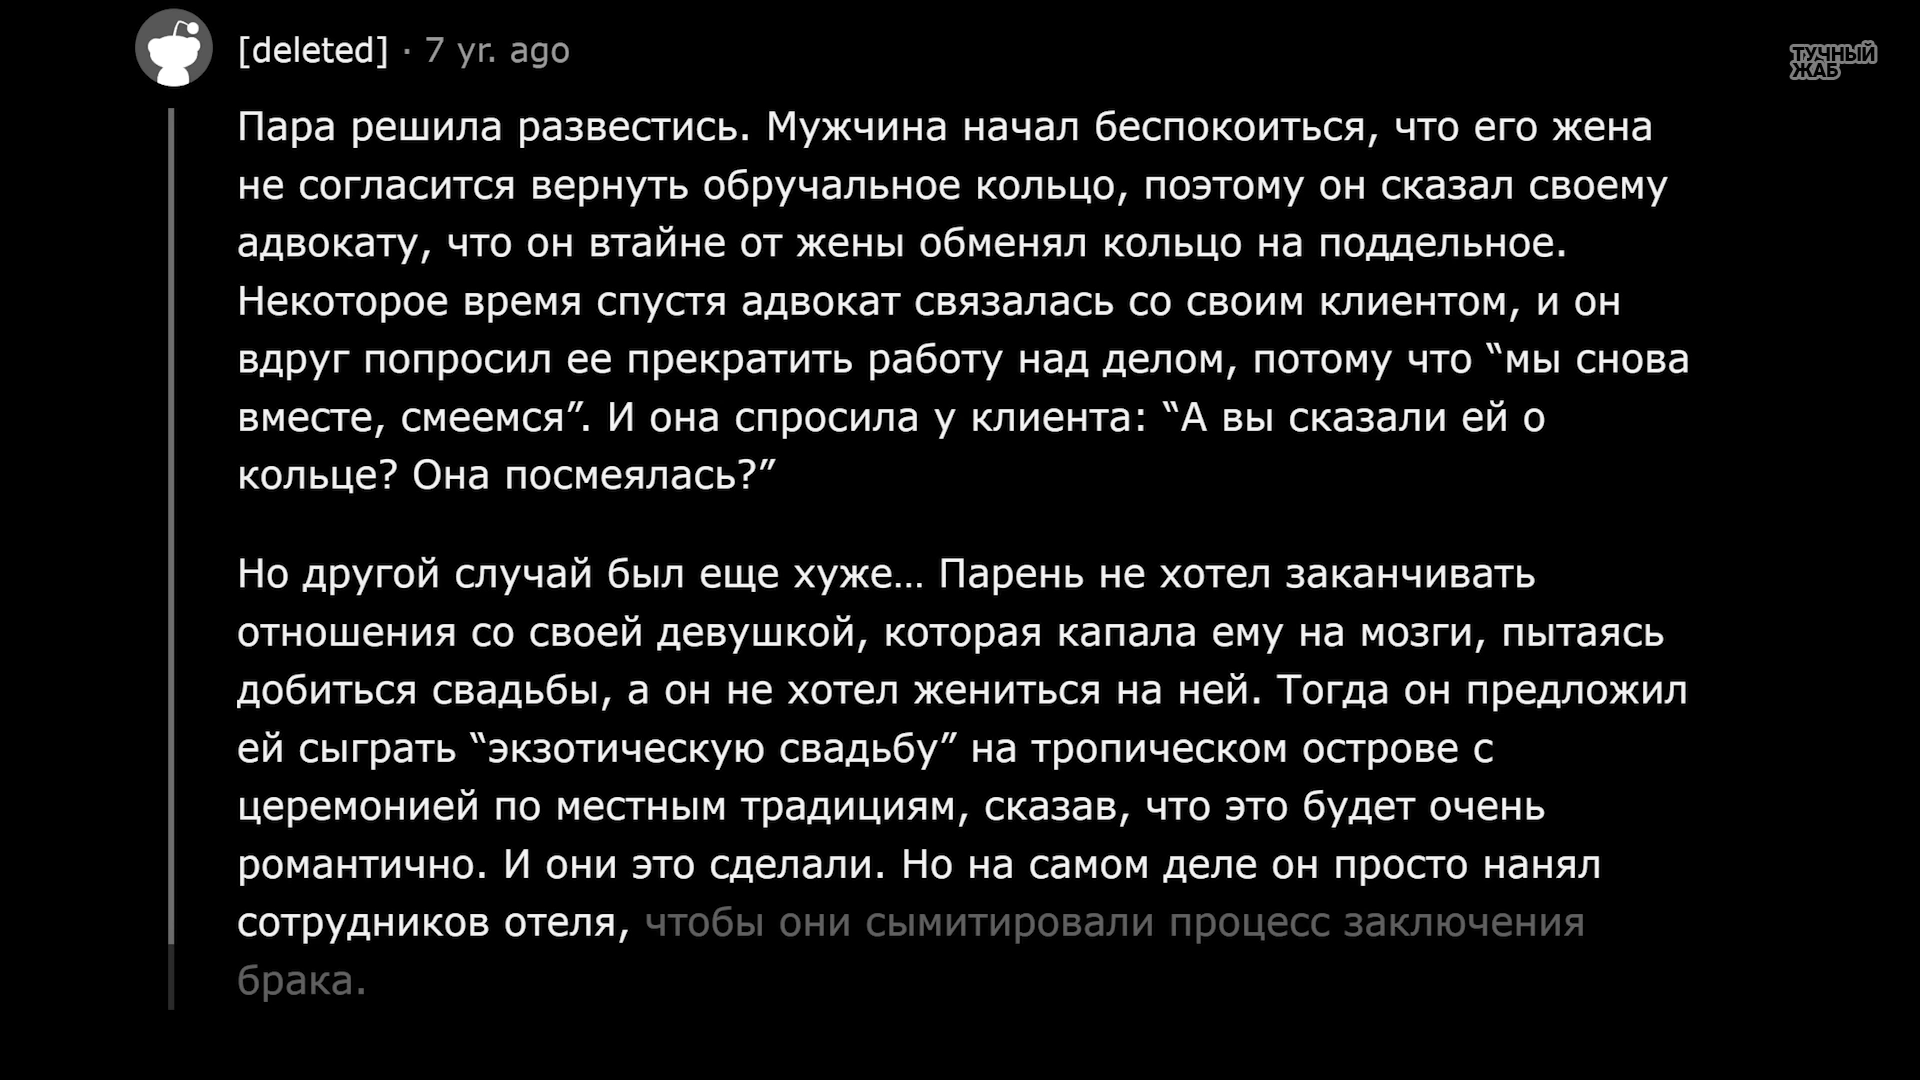 [deleted] · 7 yr. ago
ТУЧНЫЙ
ЖАБ
Пара решила развестись. Мужчина начал беспокоиться, что его жена
не согласится вернуть обручальное кольцо, поэтому он сказал своему
адвокату, что он втайне от жены обменял кольцо на поддельное.
Некоторое время спустя адвокат связалась со своим клиентом, и он
вдруг попросил ее прекратить работу над делом, потому что “мы снова
вместе, смеемся”. И она спросила у клиента: “А вы сказали ей о
кольце? Она посмеялась?”
Но другой случай был еще хуже… Парень не хотел заканчивать
отношения со своей девушкой, которая капала ему на мозги, пытаясь
добиться свадьбы, а он не хотел жениться на ней. Тогда он предложил
ей сыграть “экзотическую свадьбу” на тропическом острове с
церемонией по местным традициям, сказав, что это будет очень
романтично. И они это сделали. Но на самом деле он просто нанял
сотрудников отеля, чтобы они сымитировали процесс заключения
брака.